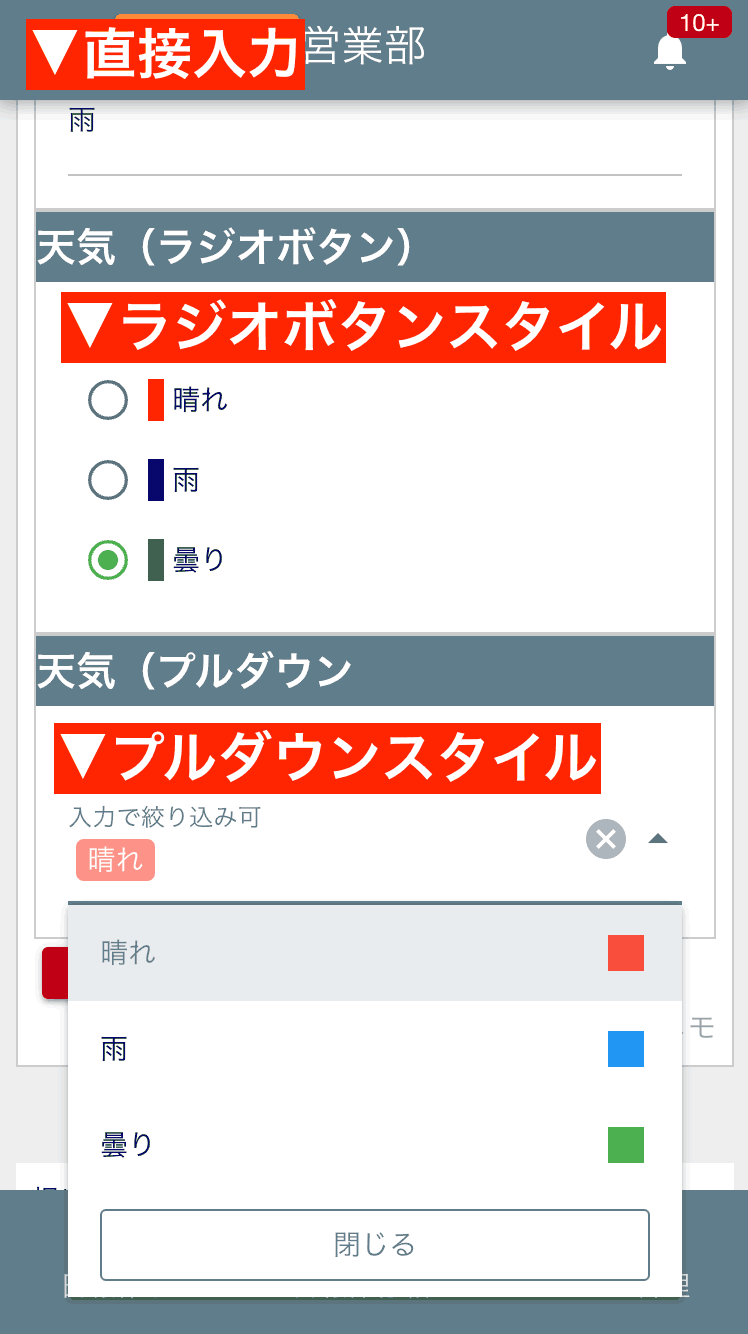 ▼直接入力
営業部
10+
雨
天気（ラジオボタン）
▼ラジオボタンスタイル
晴れ
雨
曇り
天気（プルダウン
▼プルダウンスタイル
入力で絞り込み可
晴れ
晴れ
モ
雨
曇り
閉じる